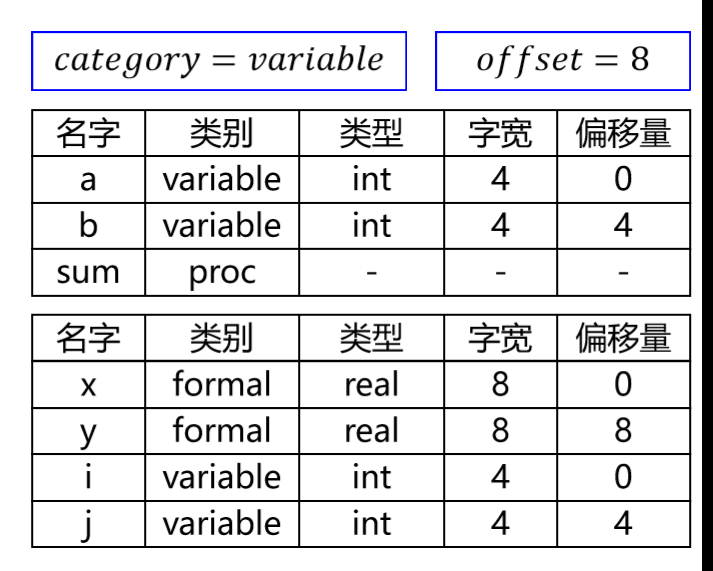 category = variable offset = 8
名字 类别 类型 字宽 偏移量
a variable int 4 0
b variable int 4 4
sum proc - - -
名字 类别 类型 字宽 偏移量
x formal real 8 0
y formal real 8 8
i variable int 4 0
j variable int 4 4